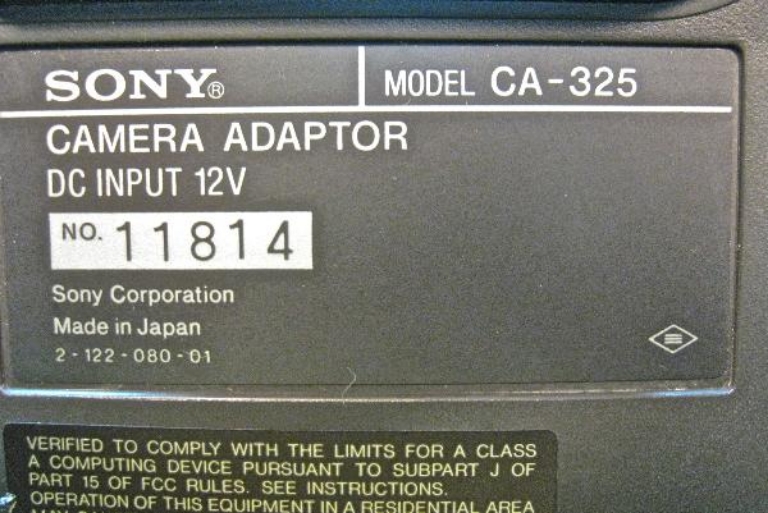 SONY®
MODEL CA-325
CAMERA ADAPTOR
DC INPUT 12V
NO. 11814
Sony Corporation
Made in Japan
2-122-080-01
VERIFIED TO COMPLY WITH THE LIMITS FOR A CLASS
A COMPUTING DEVICE PURSUANT TO SUBPART J OF
PART 15 OF FCC RULES. SEE INSTRUCTIONS.
OPERATION OF THIS EQUIPMENT IN A RESIDENTIAL AREA